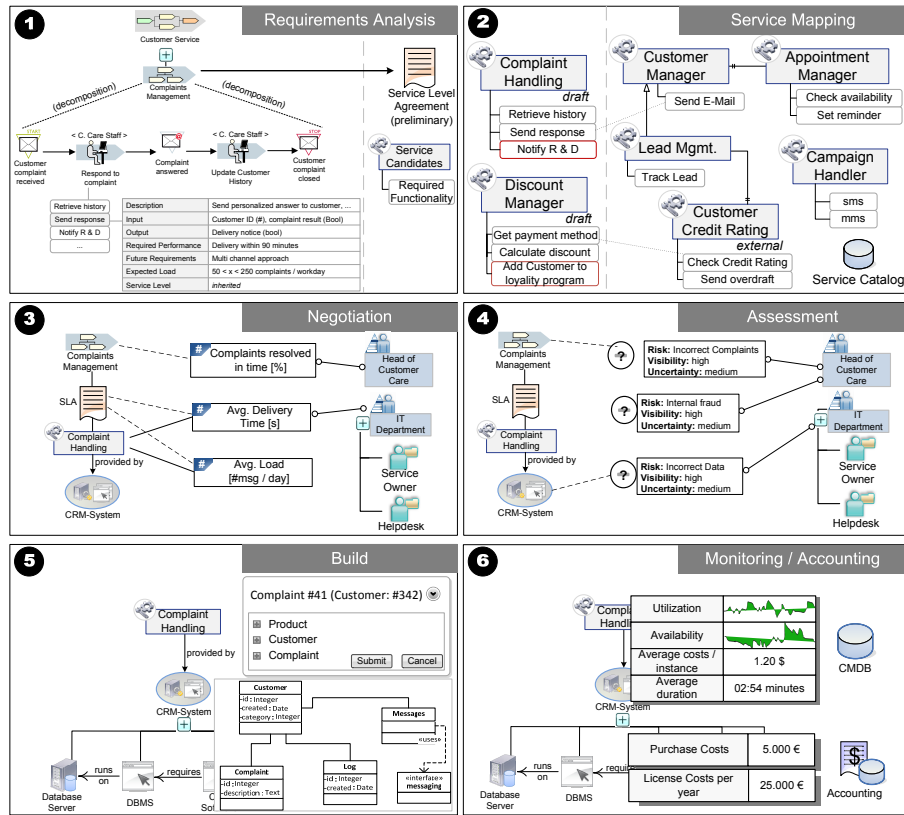 1
Requirements Analysis
Customer Service
Complaints
Management
(decomposition)
(decomposition)
Service Level
Agreement
(preliminary)
START
< C. Care Staff >
< C. Care Staff >
STOP
Customer
complaint
received
Respond to
complaint
Complaint
answered
Update Customer
History
Customer
complaint
closed
Service
Candidates
Required
Functionality
Retrieve history
Send response
Notify R & D
...
Description
Send personalized answer to customer, ...
Input
Customer ID (#), complaint result (Bool)
Output
Delivery notice (bool)
Required Performance
Delivery within 90 minutes
Future Requirements
Multi channel approach
Expected Load
50 < x < 250 complaints / workday
Service Level
inherited
2
Service Mapping
Complaint
Handling
draft
Retrieve history
Send response
Notify R & D
Discount
Manager
draft
Get payment method
Calculate discount
Add Customer to
loyality program
Customer
Manager
Send E-Mail
Appointment
Manager
Check availability
Set reminder
Lead Mgmt.
Track Lead
Campaign
Handler
sms
mms
Customer
Credit Rating
external
Check Credit Rating
Send overdraft
Service Catalog
3
Negotiation
Complaints
Management
SLA
Complaint
Handling
provided by
CRM-System
#
Complaints resolved
in time [%]
#
Avg. Delivery
Time [s]
#
Avg. Load
[#msg / day]
Head of
Customer
Care
IT
Department
Service
Owner
Helpdesk
4
Assessment
Complaints
Management
SLA
Complaint
Handling
provided by
CRM-System
?
Risk: Incorrect Complaints
Visibility: high
Uncertainty: medium
?
Risk: Internal fraud
Visibility: high
Uncertainty: medium
?
Risk: Incorrect Data
Visibility: high
Uncertainty: medium
Head of
Customer
Care
IT
Department
Service
Owner
Helpdesk
5
Build
Complaint
Handling
provided by
CRM-System
Database
Server
runs
on
DBMS
requires
Complaint #41 (Customer: #342)
Product
Customer
Complaint
Submit
Cancel
Customer
-id : Integer
-created : Date
-category : Integer
Messages
«uses»
Complaint
-id : Integer
-description : Text
Log
-id : Integer
-created : Date
«interface»
messaging
6
Monitoring / Accounting
Utilization
Availability
Average costs /
instance
1.20 $
Average
duration
02:54 minutes
CMDB
CRM-System
Database
Server
runs
on
DBMS
Purchase Costs
5.000 €
License Costs per
year
25.000 €
$
Accounting